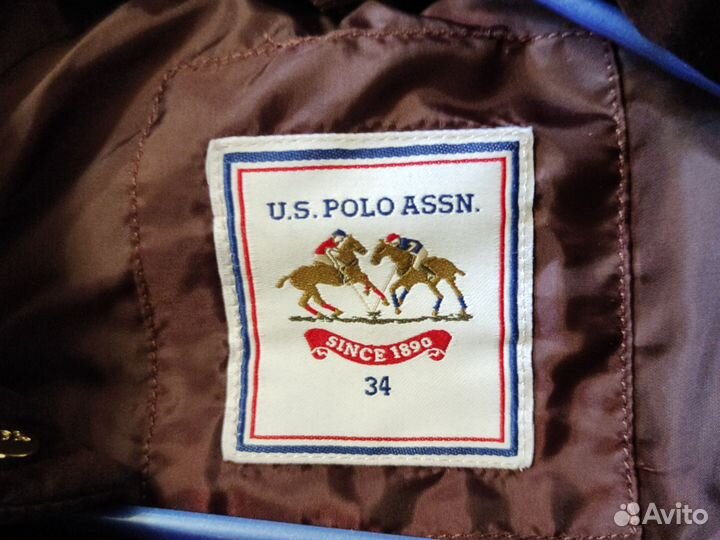 U.S. POLO ASSN.
SINCE 1890
34
Avito